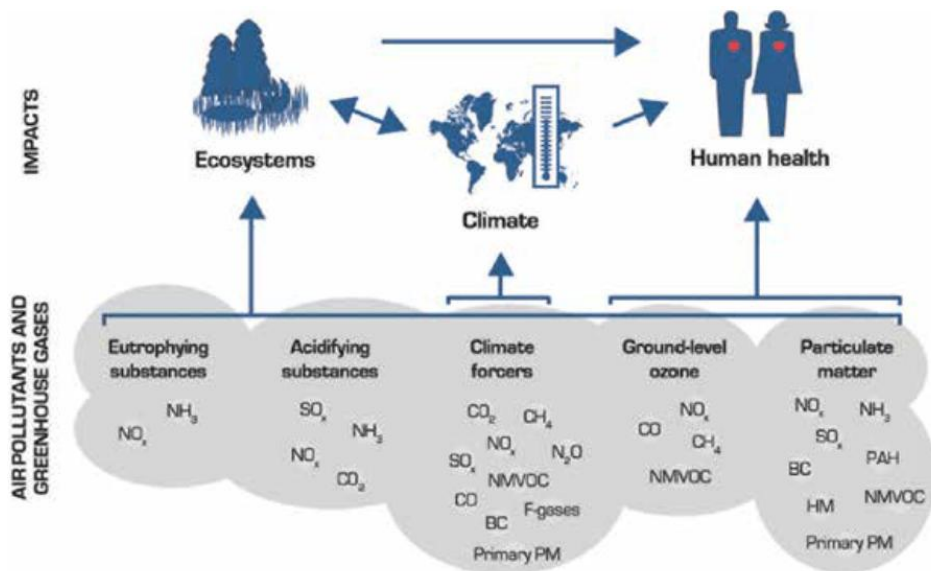 IMPACTS
Ecosystems
Climate
Human health
AIR POLLUTANTS AND
GREENHOUSE GASES
Eutrophying
substances
NH₃
NOₓ
Acidifying
substances
SOₓ
NH₃
NOₓ
CO₂
Climate
forcers
CO₂
CH₄
NOₓ
N₂O
SOₓ
NMVOC
CO
F-gases
BC
Primary PM
Ground-level
ozone
NOₓ
CO
CH₄
NMVOC
Particulate
matter
NOₓ
NH₃
SOₓ
PAH
BC
NMVOC
HM
Primary PM